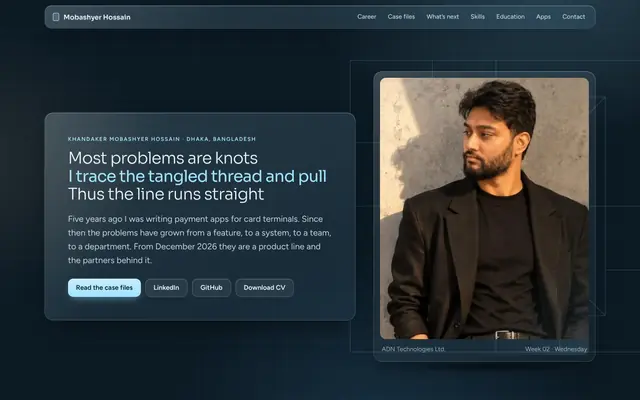 Mobashyer Hossain
Career Case files What's next Skills Education Apps Contact
KHANDAKER MOBASHYER HOSSAIN · DHAKA, BANGLADESH
Most problems are knots
I trace the tangled thread and pull
Thus the line runs straight
Five years ago I was writing payment apps for card terminals. Since
then the problems have grown from a feature, to a system, to a team,
to a department. From December 2026 they are a product line and
the partners behind it.
Read the case files LinkedIn GitHub Download CV
ADN Technologies Ltd. Week 02 · Wednesday